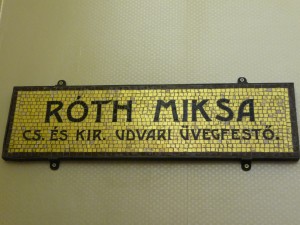 RÓTH MIKSA
CS. ÉS KIR. UDVARI ÜVEGFESTŐ.